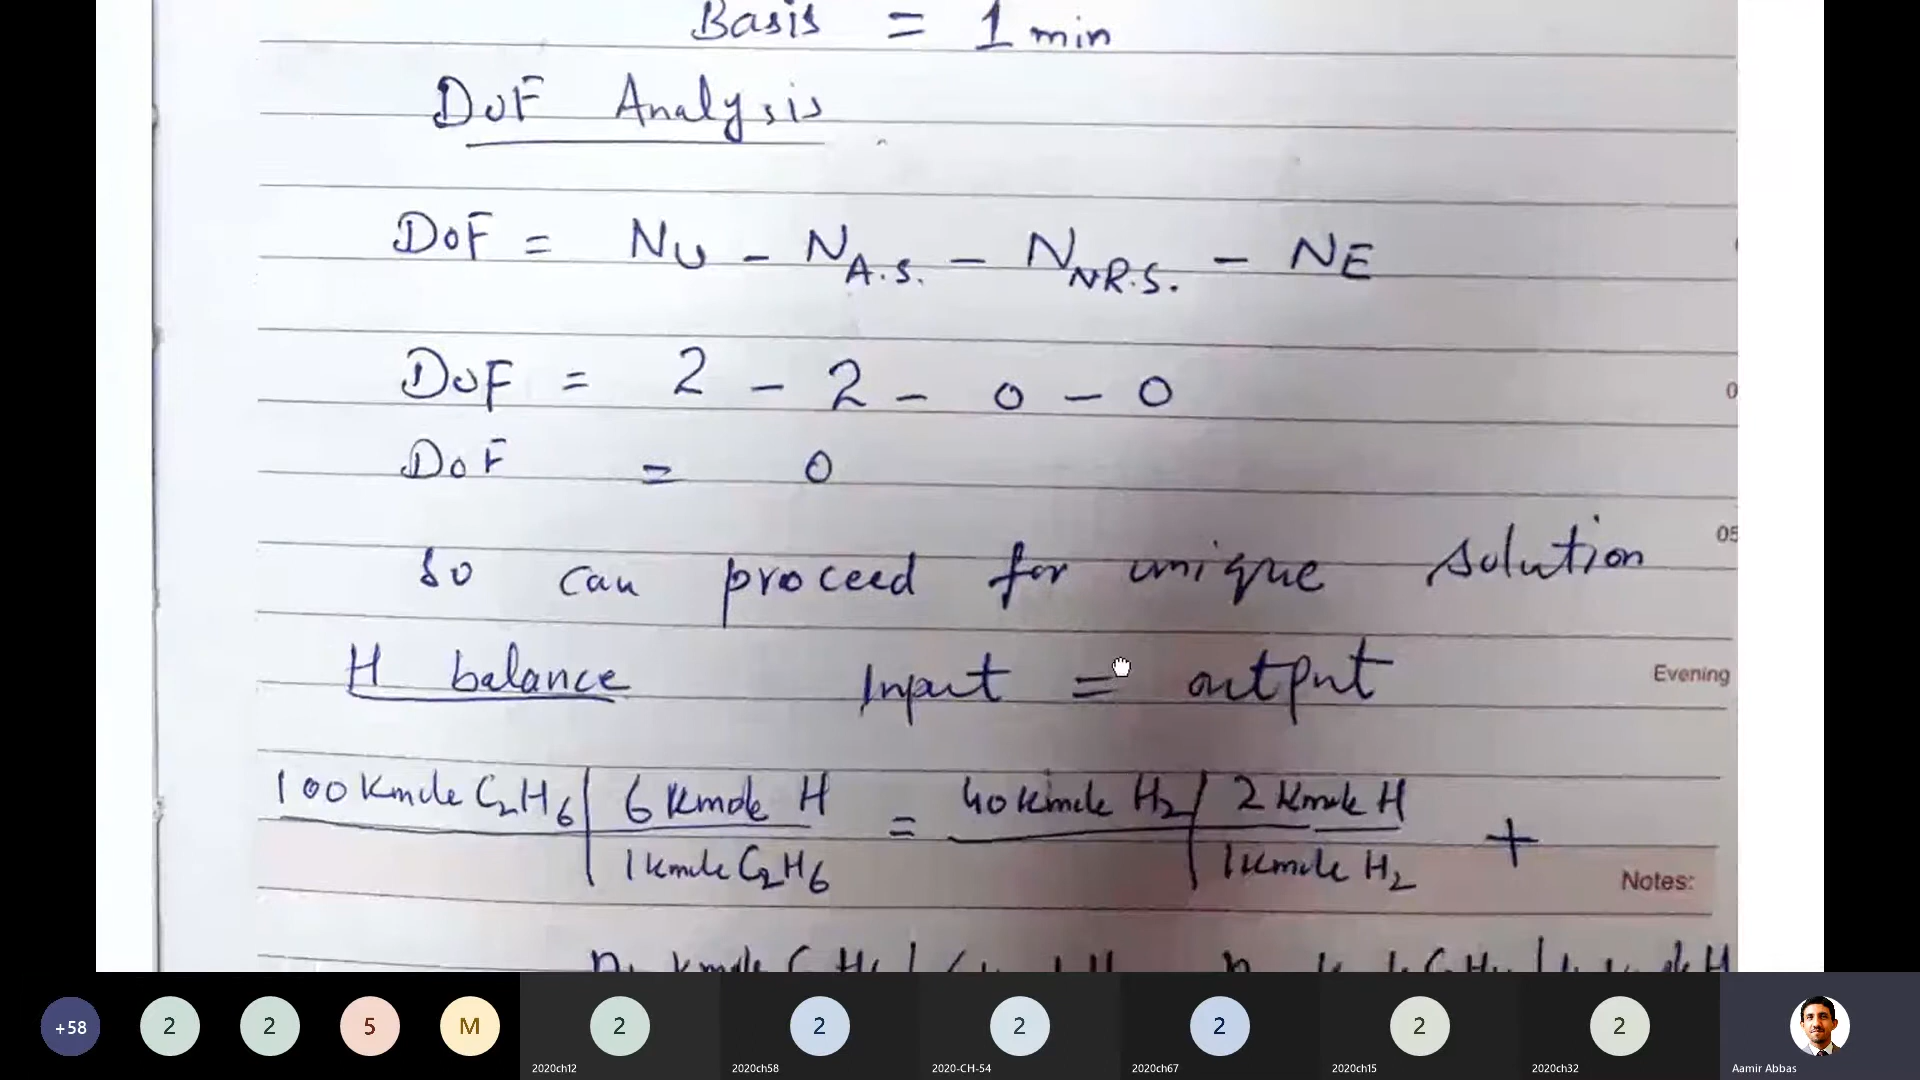 Basis = 1 min
DoF Analysis
DoF = NU - NA.S. - NNR.S. - NE
DoF = 2 - 2 - 0 - 0
DoF = 0
So can proceed for unique solution
05
H balance Input = output
Evening
100 Kmole C2H6 | 6 Kmole H = 40 Kmole H2 | 2 Kmole H +
1 Kmole C2H6 1 Kmole H2
Notes:
+58 2 2 5 M 2 2 2 2 2 2
2020ch12 2020ch58 2020-CH-54 2020ch67 2020ch15 2020ch32 Aamir Abbas